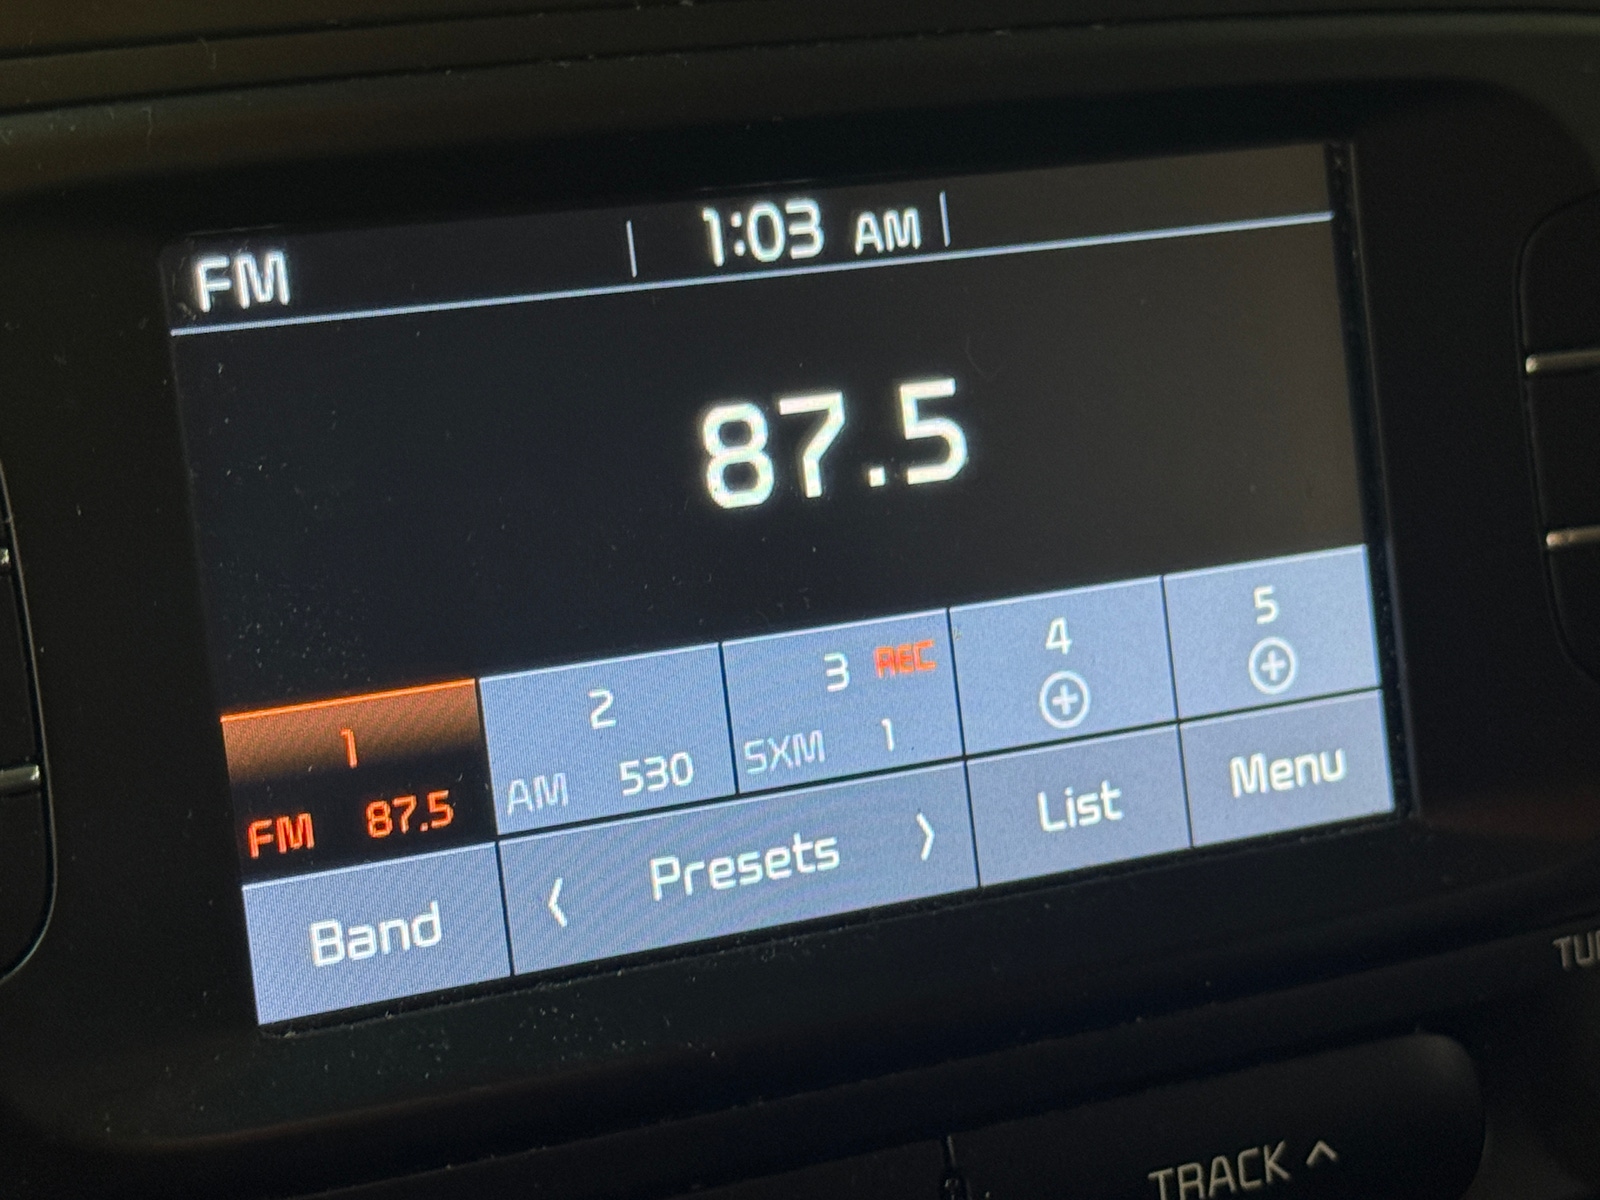 FM 1:03 AM
87.5
1 2 3 REC 4 5
FM 87.5 AM 530 SXM 1
Band Presets List Menu
TRACK